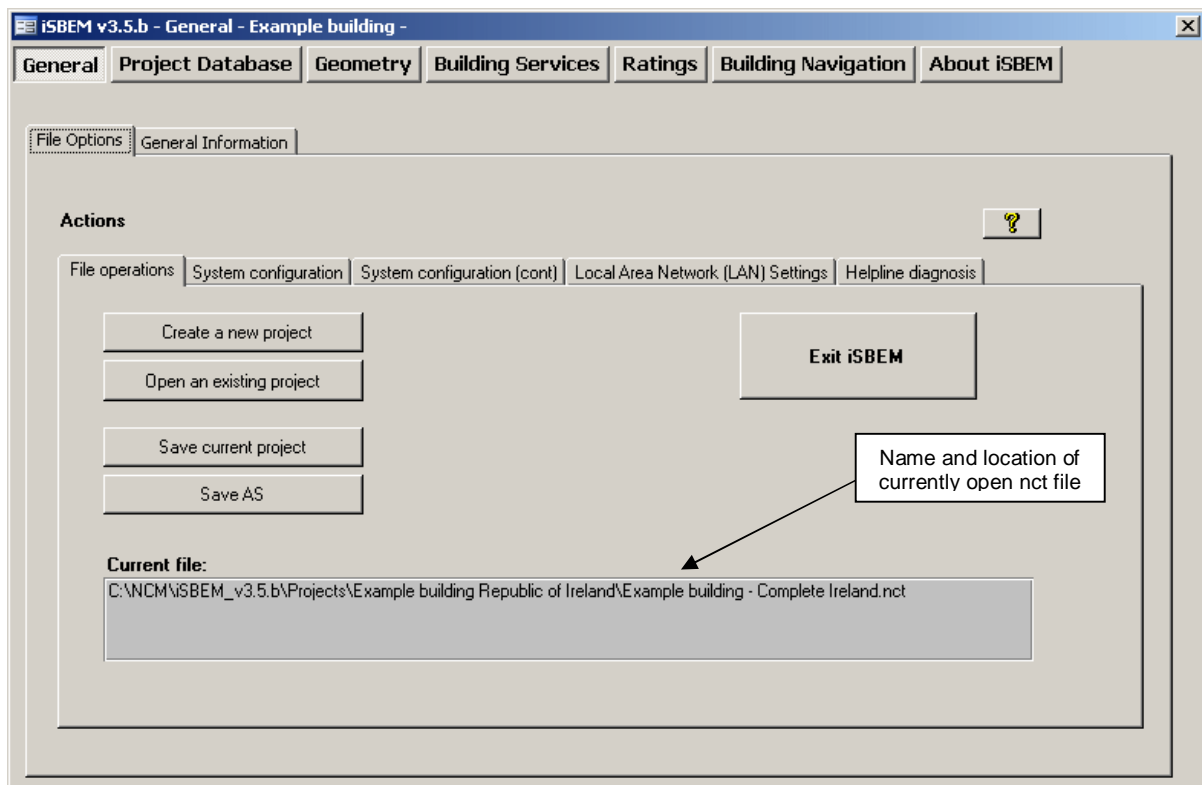 iSBEM v3.5.b - General - Example building -
General Project Database Geometry Building Services Ratings Building Navigation About iSBEM
File Options General Information
Actions
?
File operations System configuration System configuration (cont) Local Area Network (LAN) Settings Helpline diagnosis
Create a new project
Exit iSBEM
Open an existing project
Save current project
Name and location of
currently open nct file
Save AS
Current file:
C:\NCM\iSBEM_v3.5.b\Projects\Example building Republic of Ireland\Example building - Complete Ireland.nct